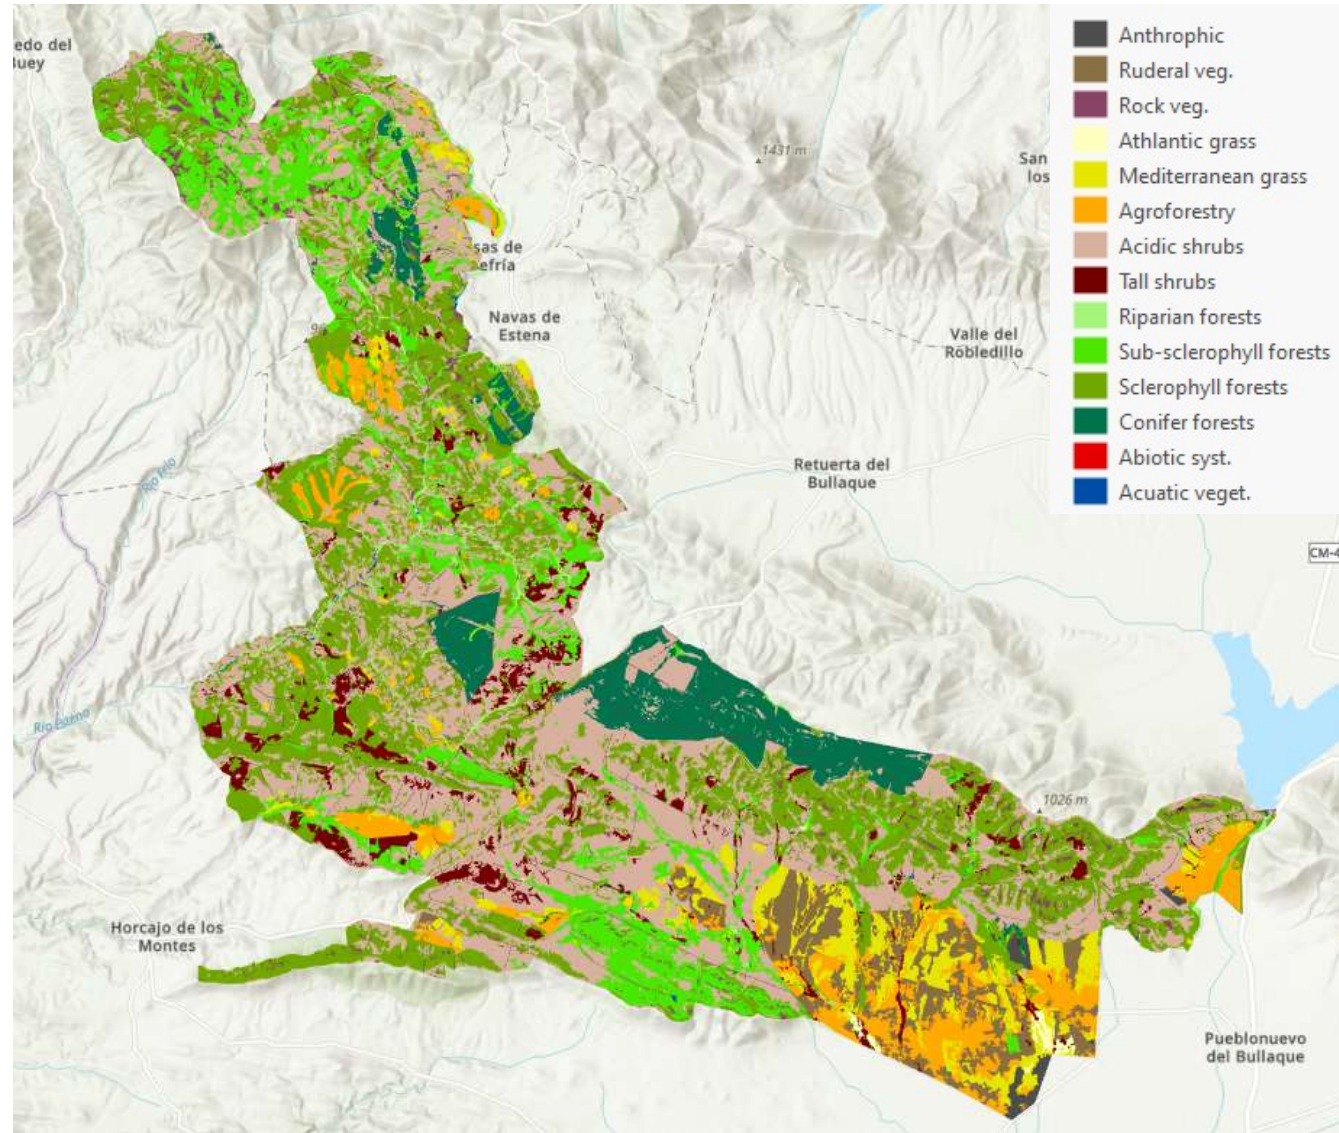 edo del
Buey
1431 m
San
los
sas de
efría
Navas de
Estena
Valle del
Robledillo
Retuerta del
Bullaque
Río Frío
CM-4
1026 m
Horcajo de los
Montes
Pueblonuevo
del Bullaque
Anthrophic
Ruderal veg.
Rock veg.
Athlantic grass
Mediterranean grass
Agroforestry
Acidic shrubs
Tall shrubs
Riparian forests
Sub-sclerophyll forests
Sclerophyll forests
Conifer forests
Abiotic syst.
Acuatic veget.